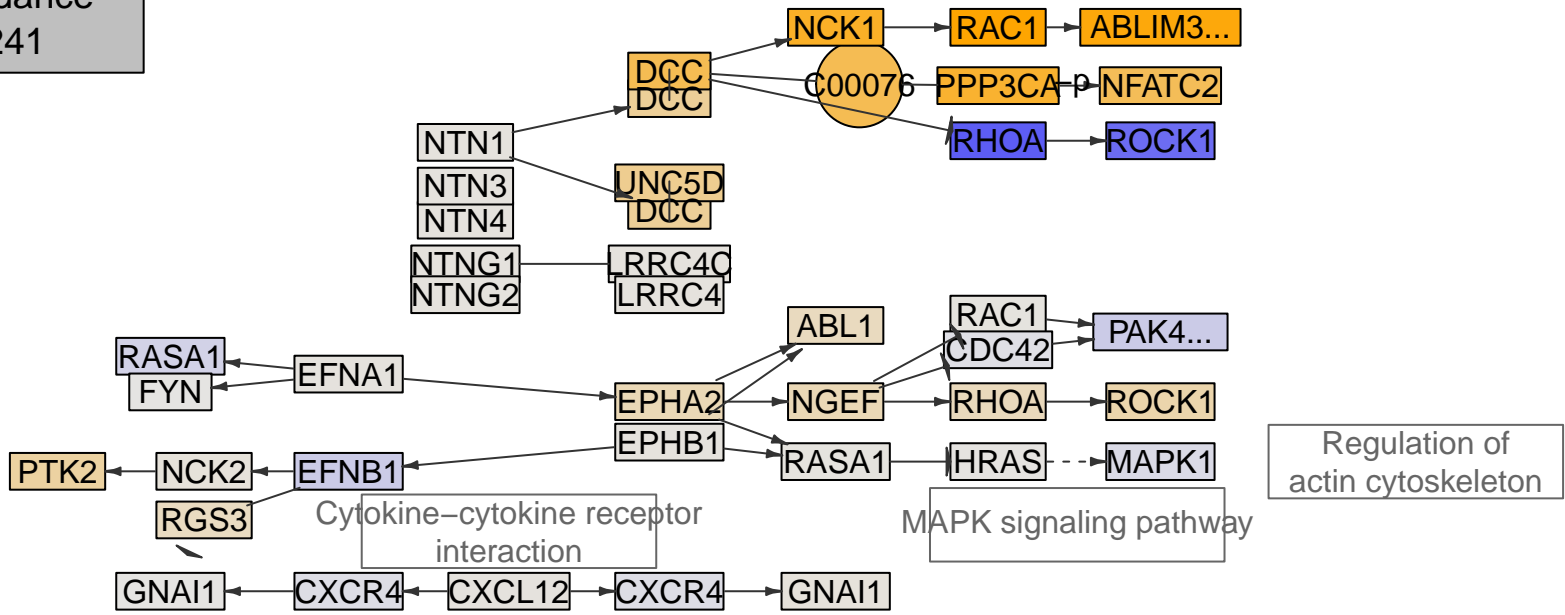 241
NCK1
RAC1
ABLIM3...
DCC
C00076
PPP3CA
-p
NFATC2
DCC
NTN1
RHOA
ROCK1
NTN3
UNC5D
NTN4
DCC
NTNG1
LRRC4C
NTNG2
LRRC4
ABL1
RAC1
PAK4...
CDC42
RASA1
EFNA1
FYN
EPHA2
NGEF
RHOA
ROCK1
EPHB1
PTK2
NCK2
EFNB1
RASA1
HRAS
MAPK1
Regulation of
actin cytoskeleton
RGS3
Cytokine−cytokine receptor
interaction
MAPK signaling pathway
GNAI1
CXCR4
CXCL12
CXCR4
GNAI1